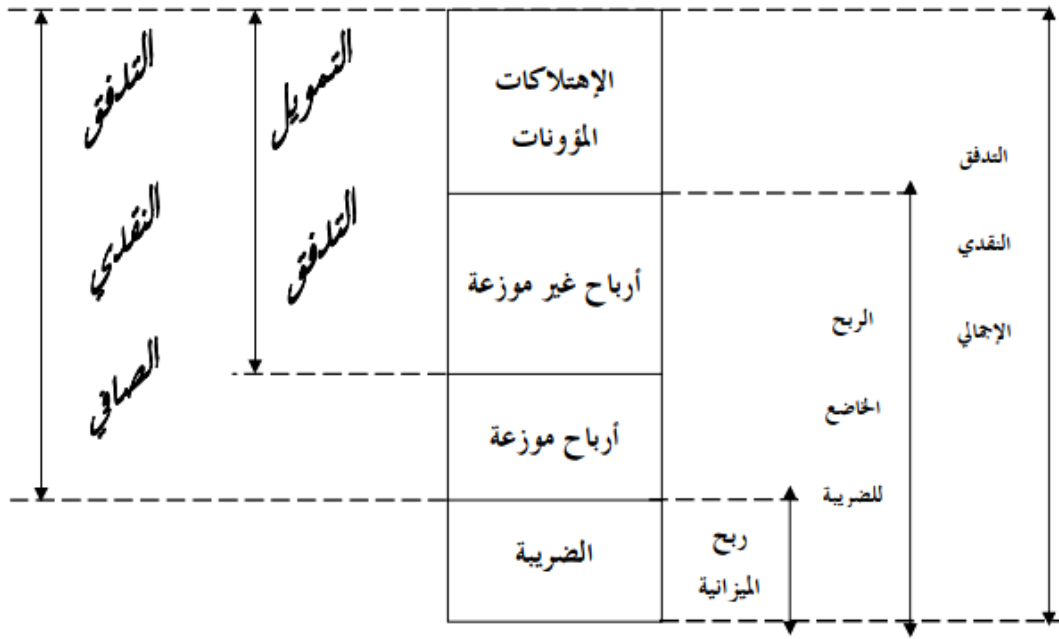 التدفق
النقدي
الإجمالي
الربح
الخاضع
للضريبة
ربح
الميزانية
الإهتلاكات
المؤونات
أرباح غير موزعة
أرباح موزعة
الضريبة
التمويل
التدفق
التدفق
النقدي
الصافي